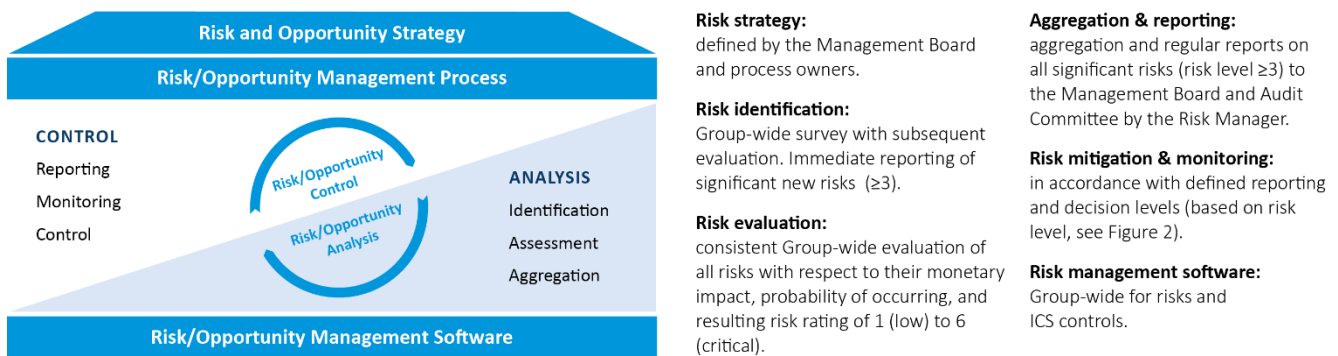 Risk and Opportunity Strategy
Risk/Opportunity Management Process
CONTROL
Reporting
Monitoring
Control
Risk/Opportunity
Control
Risk/Opportunity
Analysis
ANALYSIS
Identification
Assessment
Aggregation
Risk/Opportunity Management Software
Risk strategy:
defined by the Management Board
and process owners.
Risk identification:
Group-wide survey with subsequent
evaluation. Immediate reporting of
significant new risks (≥3).
Risk evaluation:
consistent Group-wide evaluation of
all risks with respect to their monetary
impact, probability of occurring, and
resulting risk rating of 1 (low) to 6
(critical).
Aggregation & reporting:
aggregation and regular reports on
all significant risks (risk level ≥3) to
the Management Board and Audit
Committee by the Risk Manager.
Risk mitigation & monitoring:
in accordance with defined reporting
and decision levels (based on risk
level, see Figure 2).
Risk management software:
Group-wide for risks and
ICS controls.